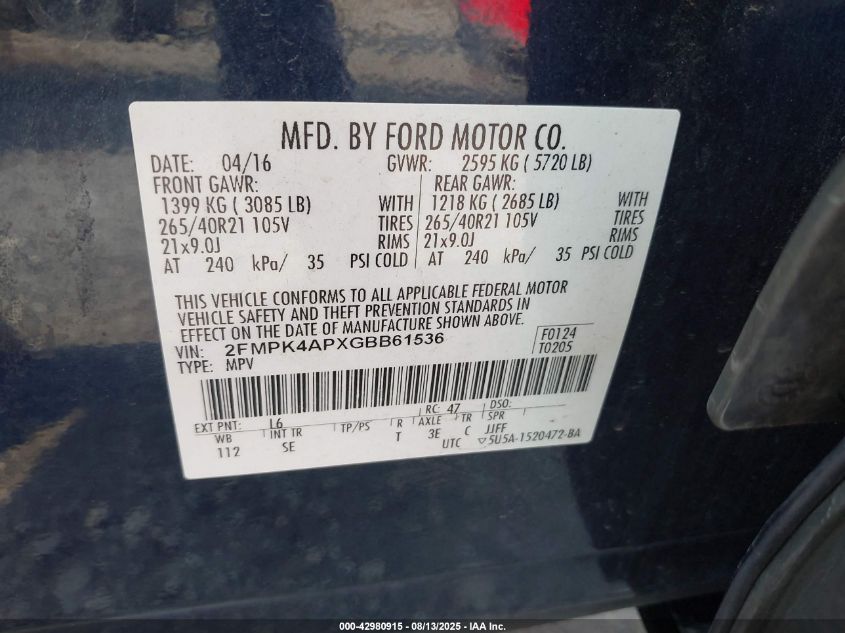 MFD. BY FORD MOTOR CO.
DATE: 04/16 GVWR: 2595 KG ( 5720 LB)
FRONT GAWR: REAR GAWR:
1399 KG ( 3085 LB) WITH 1218 KG ( 2685 LB) WITH
265/40R21 105V TIRES 265/40R21 105V TIRES
21x9.0J RIMS 21x9.0J RIMS
AT 240 kPa/ 35 PSI COLD AT 240 kPa/ 35 PSI COLD
THIS VEHICLE CONFORMS TO ALL APPLICABLE FEDERAL MOTOR
VEHICLE SAFETY AND THEFT PREVENTION STANDARDS IN
EFFECT ON THE DATE OF MANUFACTURE SHOWN ABOVE.
VIN: 2FMPK4APXGBB61536 F0124
TYPE: MPV T0205
EXT PNT: L6 RC: 47 DSO:
WB INT TR TP/PS R AXLE TR SPR
112 SE T 3E C JJFF
UTC ▽5U5A-1520472-BA
000-42980915 - 08/13/2025 - IAA Inc.